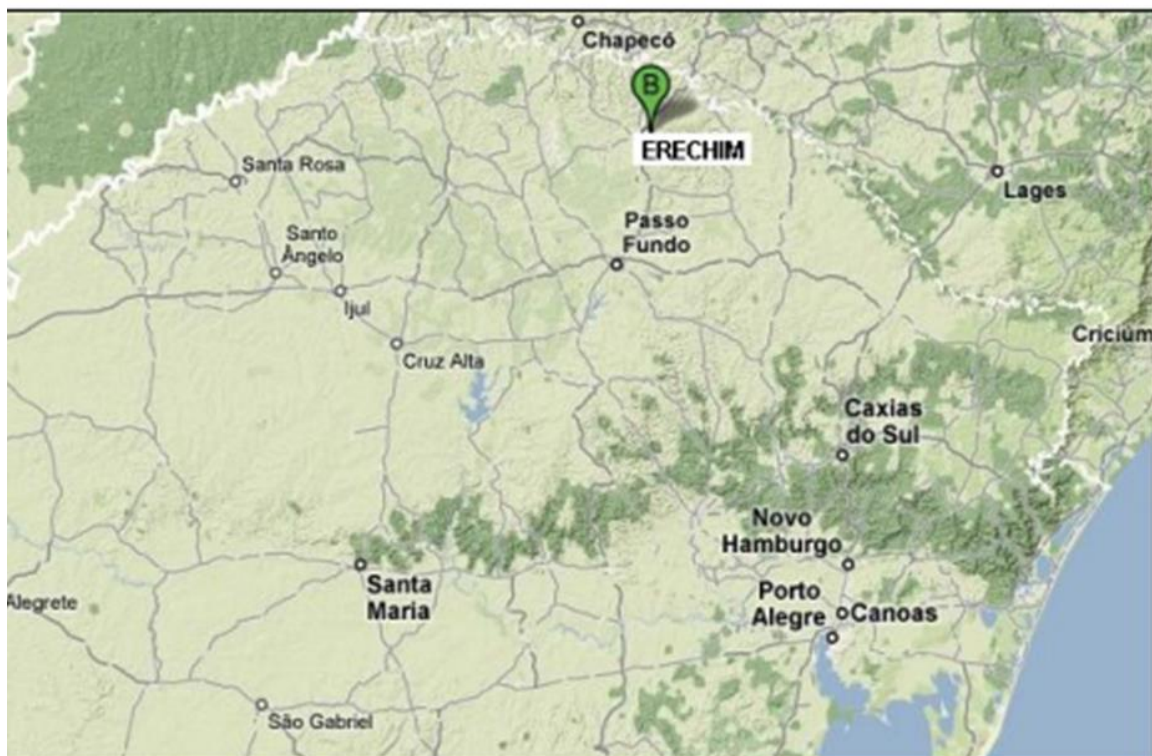 Chapecó
B
ERECHIM
Santa Rosa
Lages
Passo
Fundo
Santo
Ângelo
Ijuí
Criciúm
Cruz Alta
Caxias
do Sul
Novo
Hamburgo
Santa
Maria
Porto
Alegre
Canoas
Alegrete
São Gabriel